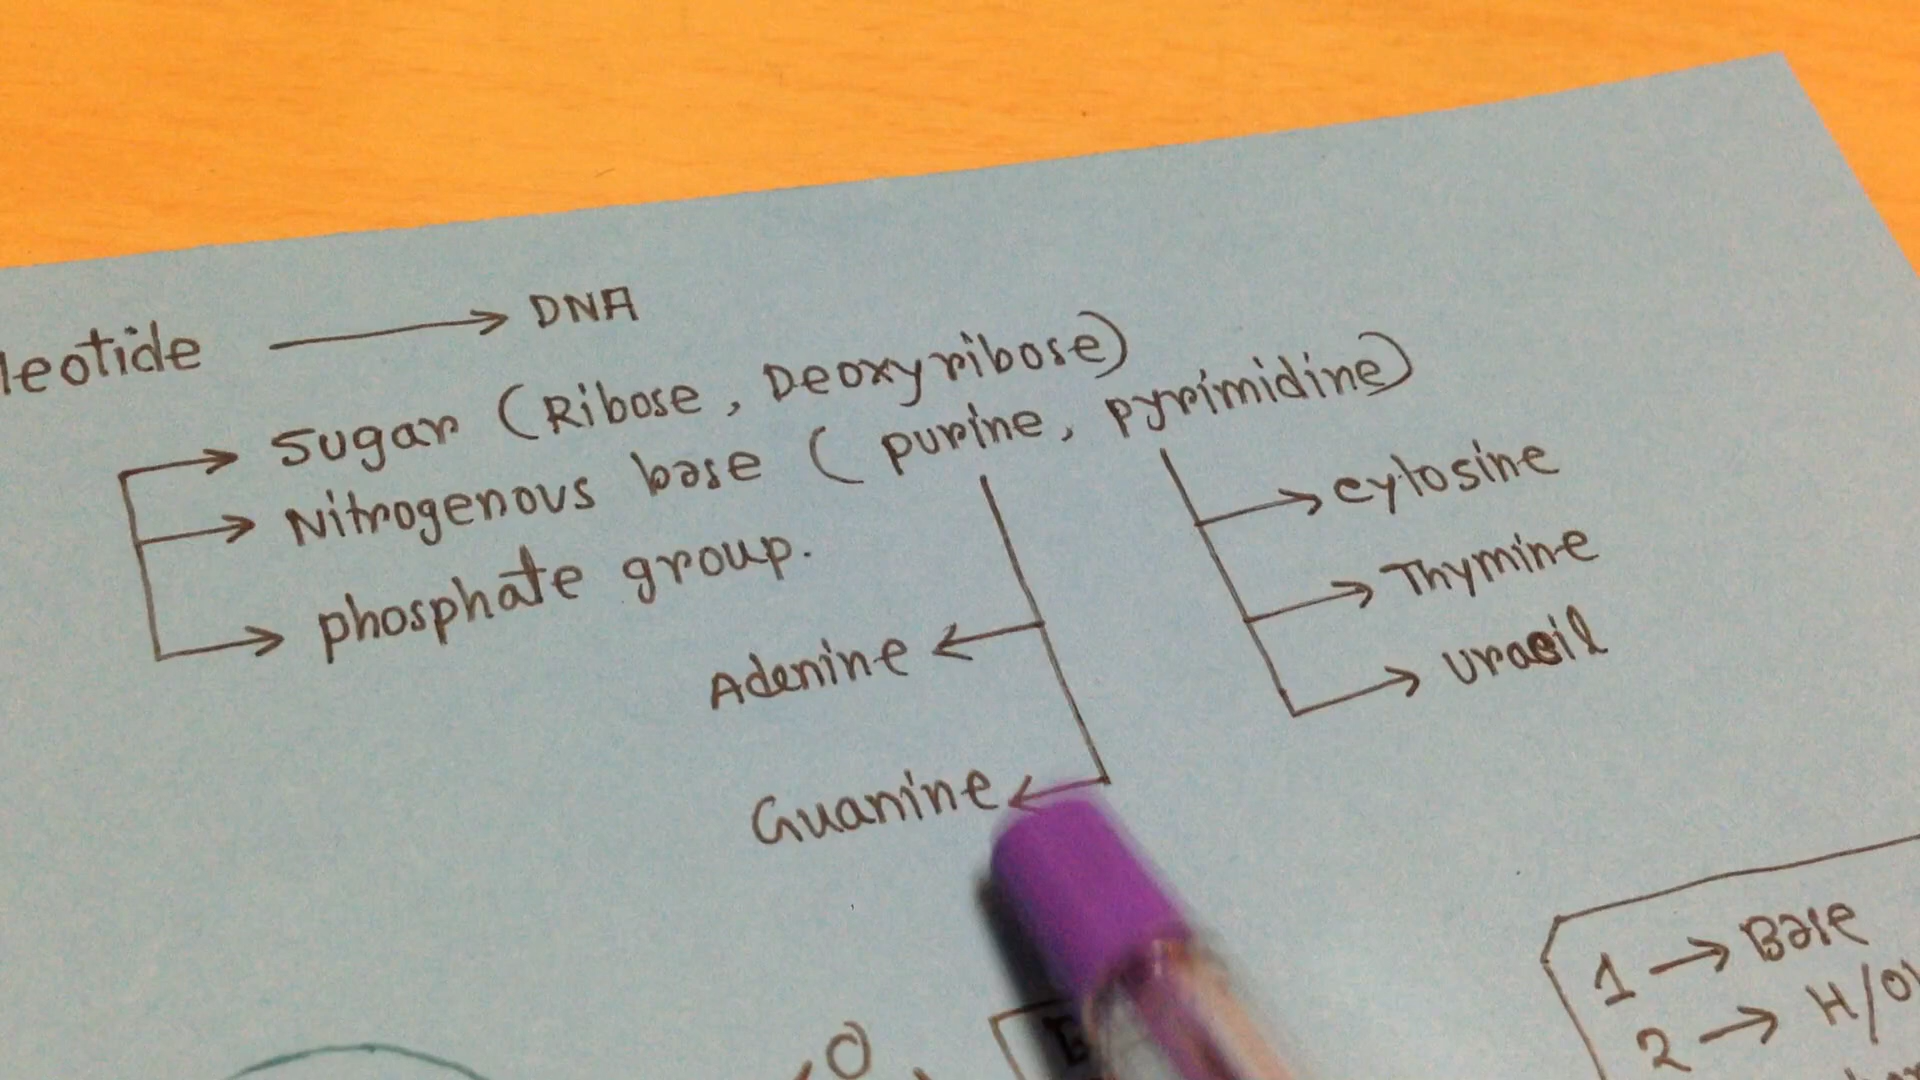 leotide → DNA
→ Sugar (Ribose, Deoxyribose)
→ Nitrogenous base (purine, pyrimidine)
→ phosphate group.
→ cytosine
→ Thymine
→ uracil
Adenine ←
Guanine ←
1 → Base
2 → H/O
O